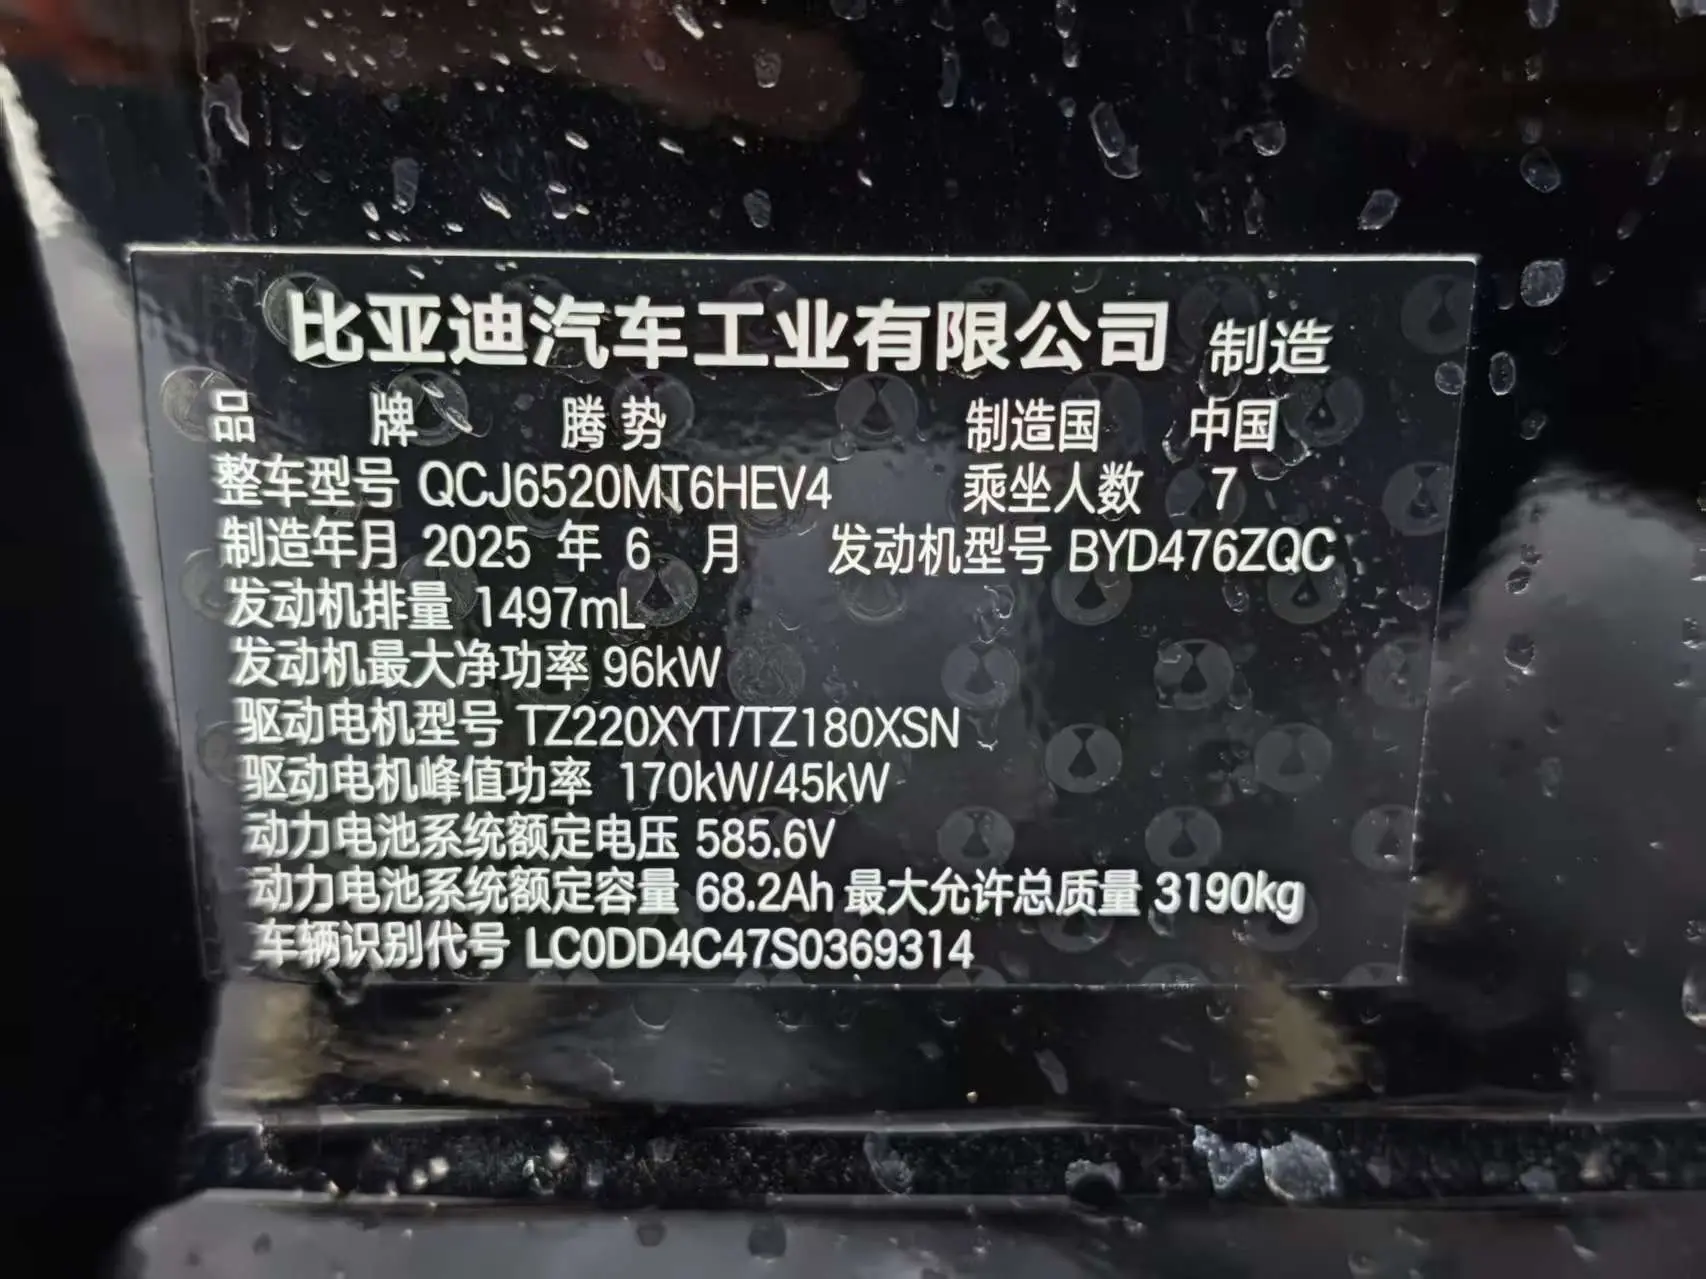 比亚迪汽车工业有限公司 制造
品 牌 腾势 制造国 中国
整车型号 QCJ6520MT6HEV4 乘坐人数 7
制造年月 2025 年 6 月 发动机型号 BYD476ZQC
发动机排量 1497mL
发动机最大净功率 96kW
驱动电机型号 TZ220XYT/TZ180XSN
驱动电机峰值功率 170kW/45kW
动力电池系统额定电压 585.6V
动力电池系统额定容量 68.2Ah 最大允许总质量 3190kg
车辆识别代号 LC0DD4C47S0369314